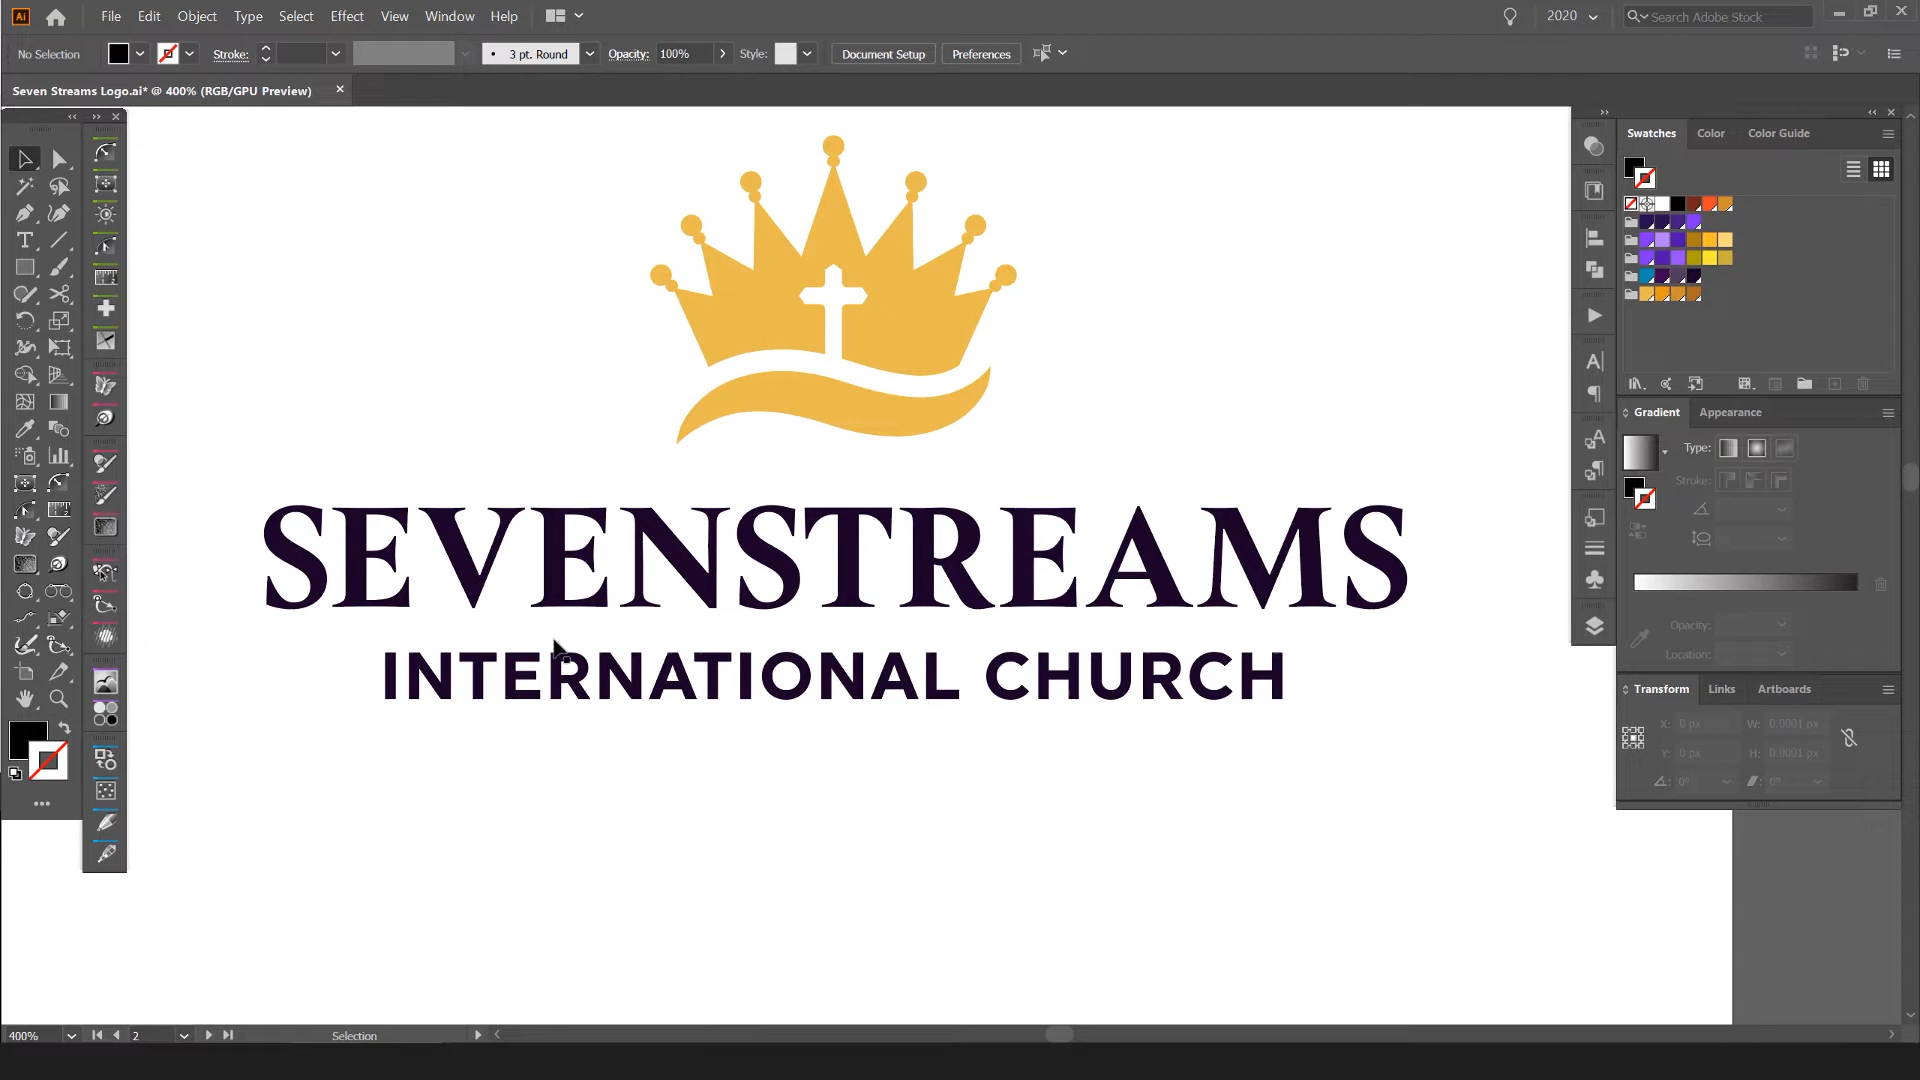 Ai File Edit Object Type Select Effect View Window Help 2020 Search Adobe Stock
No Selection Stroke: 3 pt. Round Opacity: 100% Style: Document Setup Preferences
Seven Streams Logo.ai* @ 400% (RGB/GPU Preview)
Swatches Color Color Guide
Gradient Appearance
Type:
Stroke:
Opacity:
Location:
Transform Links Artboards
X: 0 px W: 0.0001 px
Y: 0 px H: 0.0001 px
0° 0°
SEVENSTREAMS
INTERNATIONAL CHURCH
400% 2 Selection